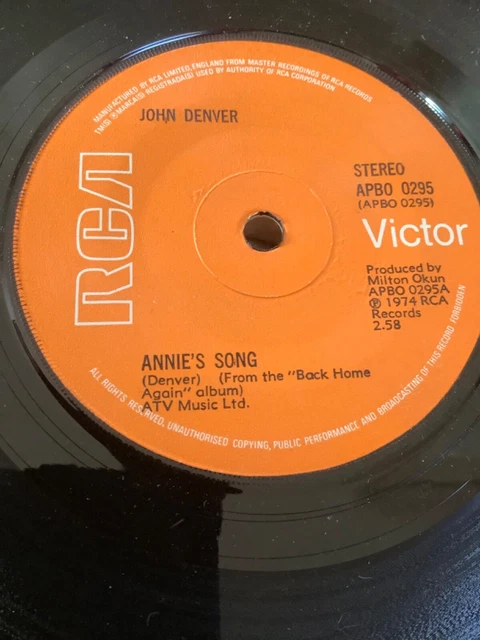 MANUFACTURED BY RCA LIMITED, ENGLAND FROM MASTER RECORDINGS OF RCA RECORDS
TM(S) ® MARCA(S) REGISTRADA(S) USED BY AUTHORITY OF RCA CORPORATION
JOHN DENVER
RCA
STEREO
APBO 0295
(APBO 0295)
Victor
Produced by
Milton Okun
APBO 0295A
℗ 1974 RCA
Records
2.58
ANNIE'S SONG
(Denver) (From the "Back Home
Again" album)
ATV Music Ltd.
ALL RIGHTS RESERVED. UNAUTHORISED COPYING, PUBLIC PERFORMANCE AND BROADCASTING OF THIS RECORD FORBIDDEN